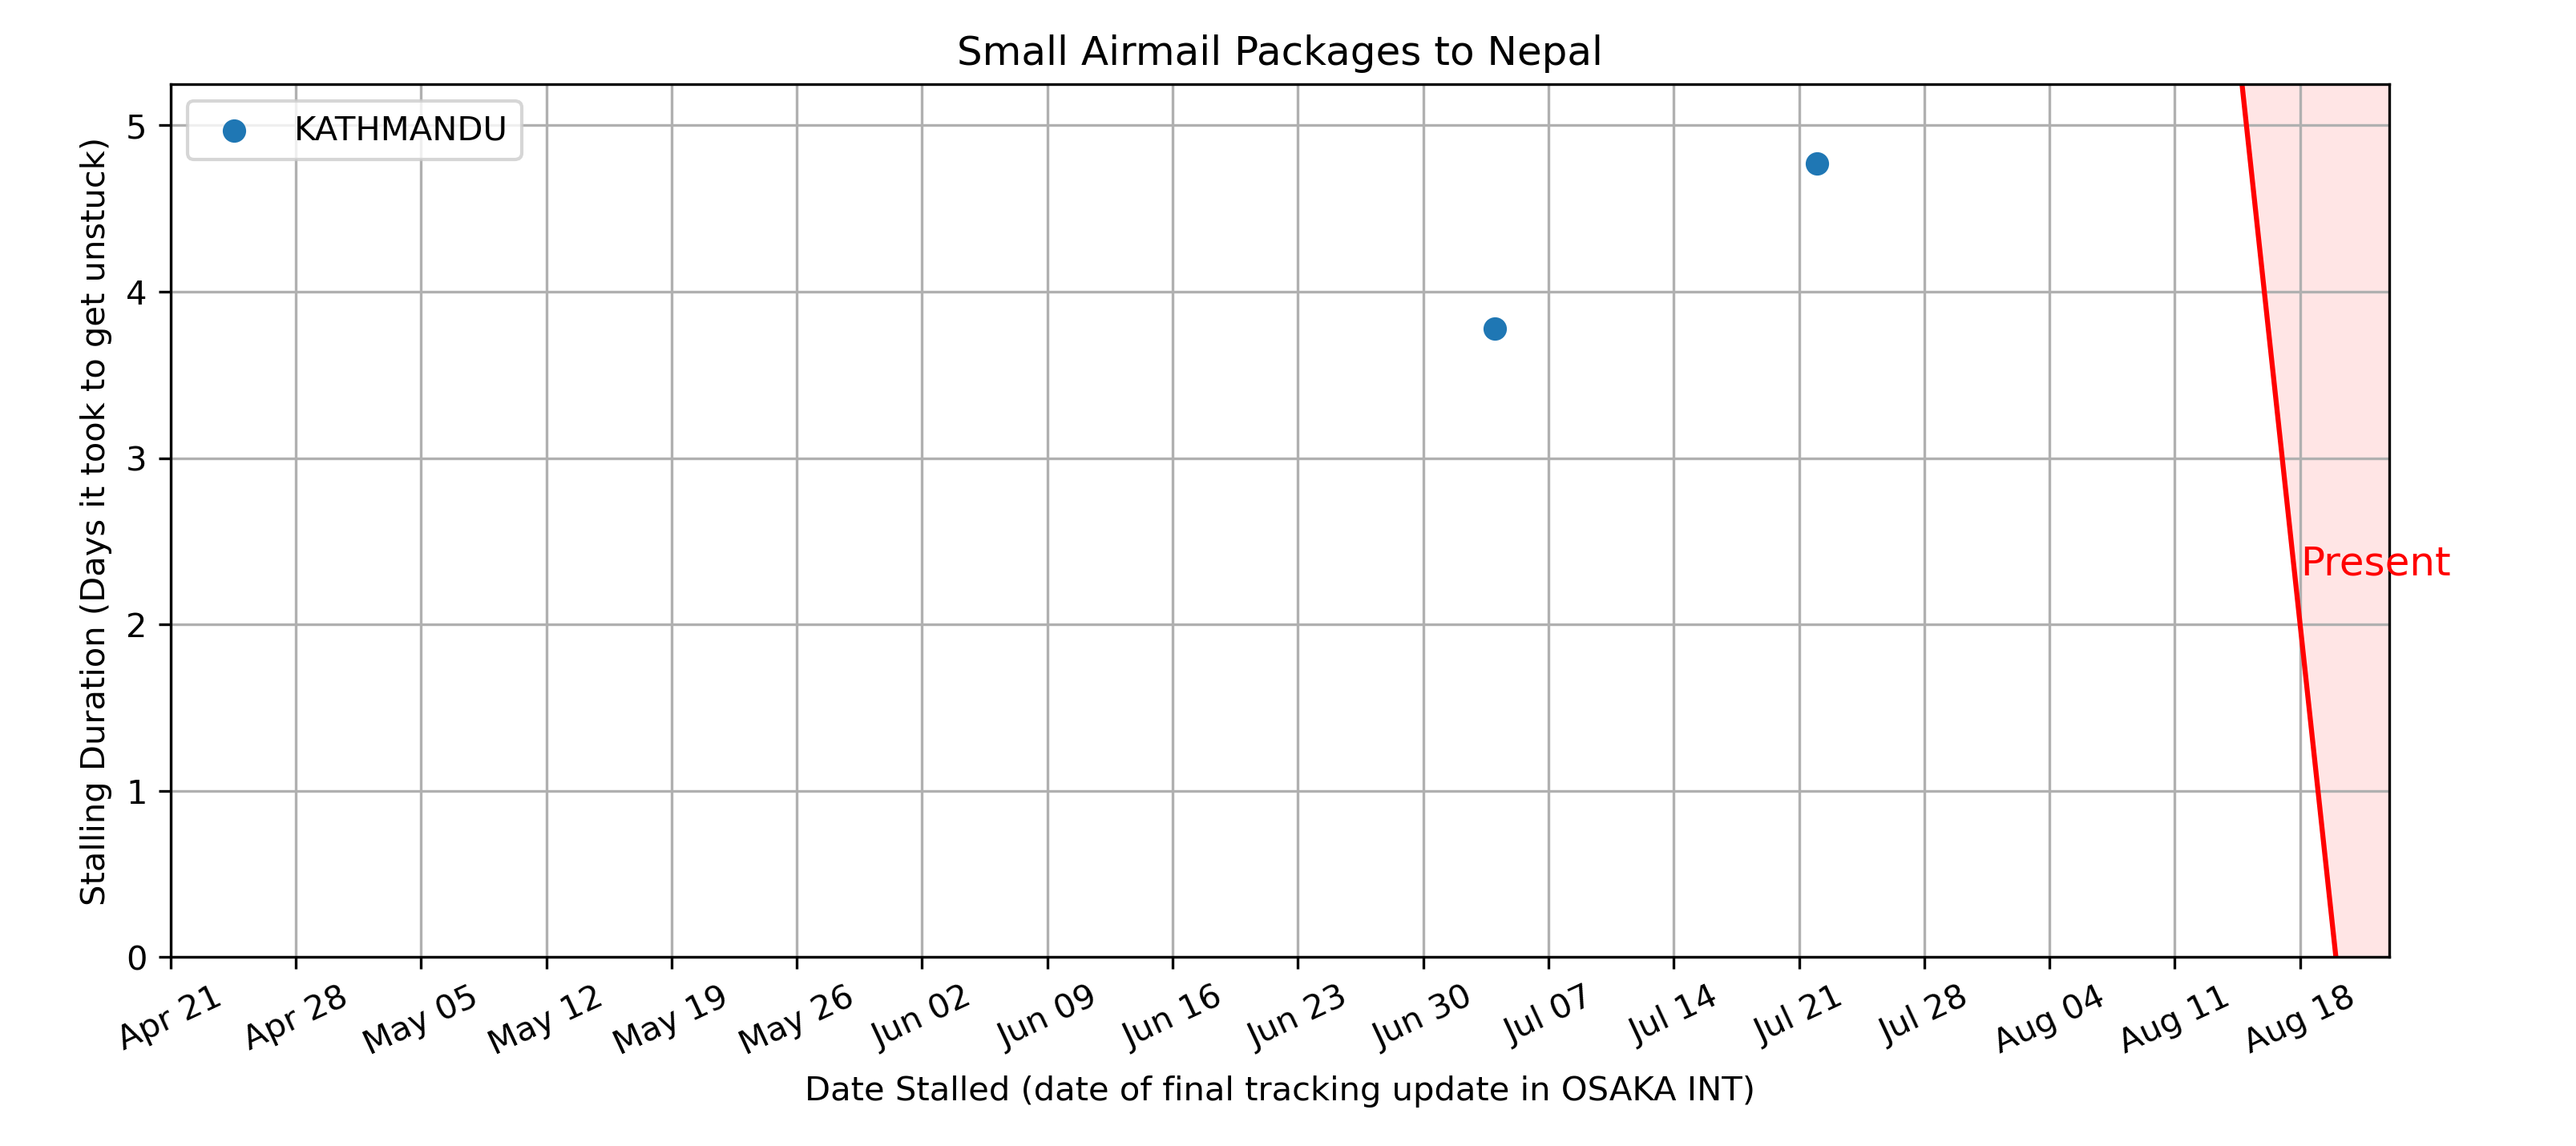 Small Airmail Packages to Nepal
KATHMANDU
5
4
3
2
1
0
Stalling Duration (Days it took to get unstuck)
Present
Apr 21
Apr 28
May 05
May 12
May 19
May 26
Jun 02
Jun 09
Jun 16
Jun 23
Jun 30
Jul 07
Jul 14
Jul 21
Jul 28
Aug 04
Aug 11
Aug 18
Date Stalled (date of final tracking update in OSAKA INT)